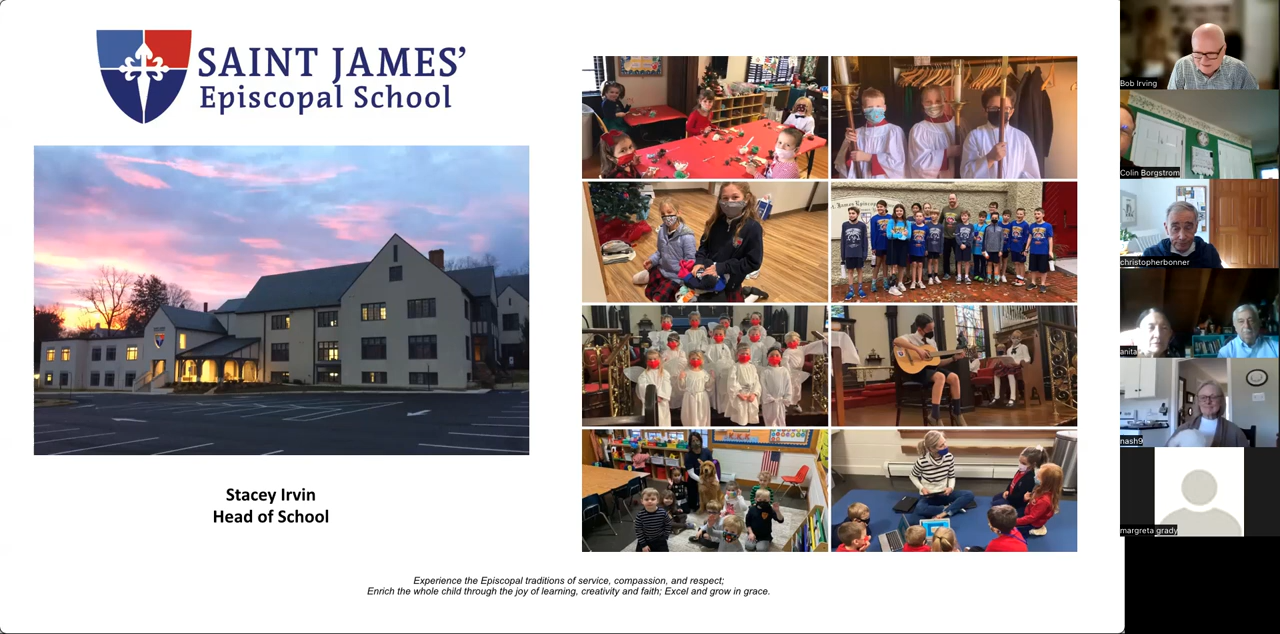 SAINT JAMES'
Episcopal School
Stacey Irvin
Head of School
Experience the Episcopal traditions of service, compassion, and respect;
Enrich the whole child through the joy of learning, creativity and faith; Excel and grow in grace.
Bob Irving
Colin Borgstrom
christopherbonner
anita
nash9
margreta grady